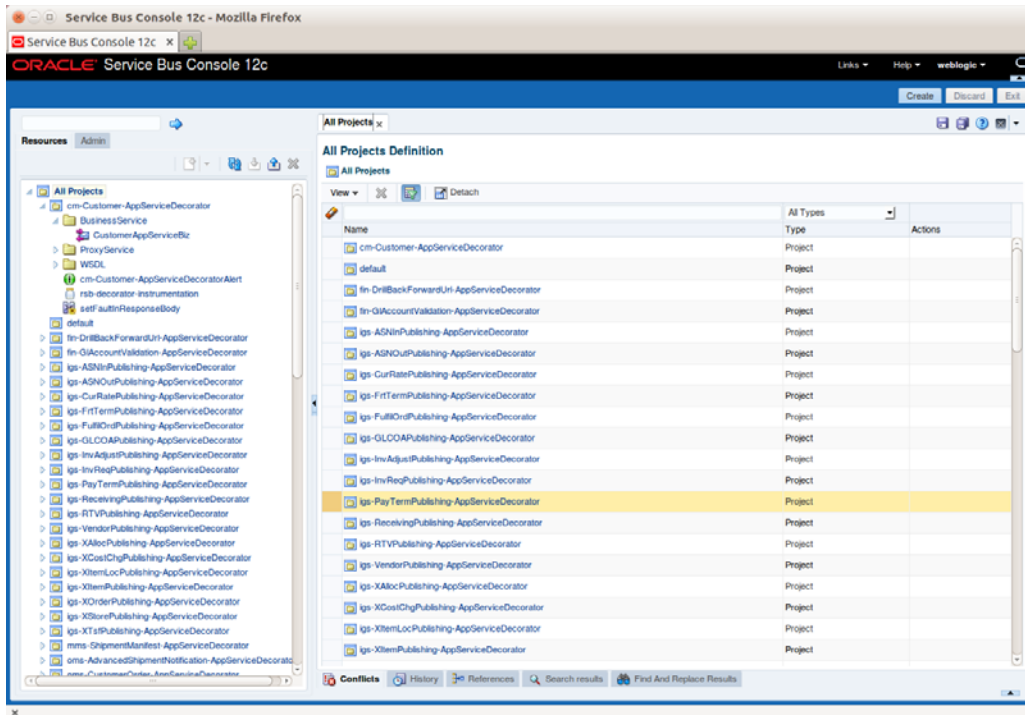 Service Bus Console 12c - Mozilla Firefox
Service Bus Console 12c x
ORACLE Service Bus Console 12c
Links Help weblogic
Create Discard Exit
All Projects x
Resources Admin
All Projects Definition
All Projects
View Detach
All Types
Name Type Actions
All Projects
cm-Customer-AppServiceDecorator
BusinessService
CustomerAppServiceBiz
ProxyService
WSDL
cm-Customer-AppServiceDecoratorAlert
rsb-decorator-instrumentation
setFaultInResponseBody
default
fin-DrillBackForwardUrl-AppServiceDecorator
fin-GlAccountValidation-AppServiceDecorator
igs-ASNInPublishing-AppServiceDecorator
igs-ASNOutPublishing-AppServiceDecorator
igs-CurRatePublishing-AppServiceDecorator
igs-FrtTermPublishing-AppServiceDecorator
igs-FulfilOrdPublishing-AppServiceDecorator
igs-GLCOAPublishing-AppServiceDecorator
igs-InvAdjustPublishing-AppServiceDecorator
igs-InvReqPublishing-AppServiceDecorator
igs-PayTermPublishing-AppServiceDecorator
igs-ReceivingPublishing-AppServiceDecorator
igs-RTVPublishing-AppServiceDecorator
igs-VendorPublishing-AppServiceDecorator
igs-XAllocPublishing-AppServiceDecorator
igs-XCostChgPublishing-AppServiceDecorator
igs-XItemLocPublishing-AppServiceDecorator
igs-XItemPublishing-AppServiceDecorator
igs-XOrderPublishing-AppServiceDecorator
igs-XStorePublishing-AppServiceDecorator
igs-XTsfPublishing-AppServiceDecorator
mms-ShipmentManifest-AppServiceDecorator
oms-AdvancedShipmentNotification-AppServiceDecorato
oms-CustomerOrder-AppServiceDecorator
cm-Customer-AppServiceDecorator Project
default Project
fin-DrillBackForwardUrl-AppServiceDecorator Project
fin-GlAccountValidation-AppServiceDecorator Project
igs-ASNInPublishing-AppServiceDecorator Project
igs-ASNOutPublishing-AppServiceDecorator Project
igs-CurRatePublishing-AppServiceDecorator Project
igs-FrtTermPublishing-AppServiceDecorator Project
igs-FulfilOrdPublishing-AppServiceDecorator Project
igs-GLCOAPublishing-AppServiceDecorator Project
igs-InvAdjustPublishing-AppServiceDecorator Project
igs-InvReqPublishing-AppServiceDecorator Project
igs-PayTermPublishing-AppServiceDecorator Project
igs-ReceivingPublishing-AppServiceDecorator Project
igs-RTVPublishing-AppServiceDecorator Project
igs-VendorPublishing-AppServiceDecorator Project
igs-XAllocPublishing-AppServiceDecorator Project
igs-XCostChgPublishing-AppServiceDecorator Project
igs-XItemLocPublishing-AppServiceDecorator Project
igs-XItemPublishing-AppServiceDecorator Project
Conflicts History References Search results Find And Replace Results